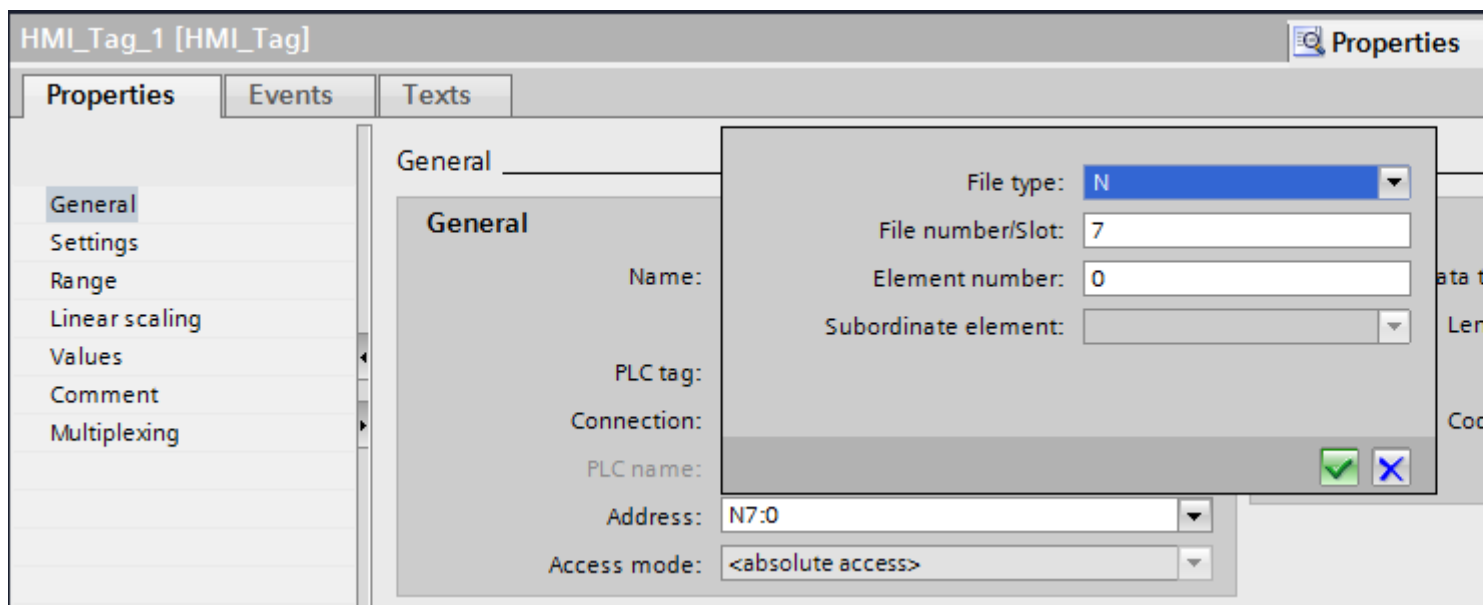 HMI_Tag_1 [HMI_Tag]
Properties
Properties
Events
Texts
General
Settings
Range
Linear scaling
Values
Comment
Multiplexing
General
General
Name:
PLC tag:
Connection:
PLC name:
Address: N7:0
Access mode: <absolute access>
File type: N
File number/Slot: 7
Element number: 0
Subordinate element: